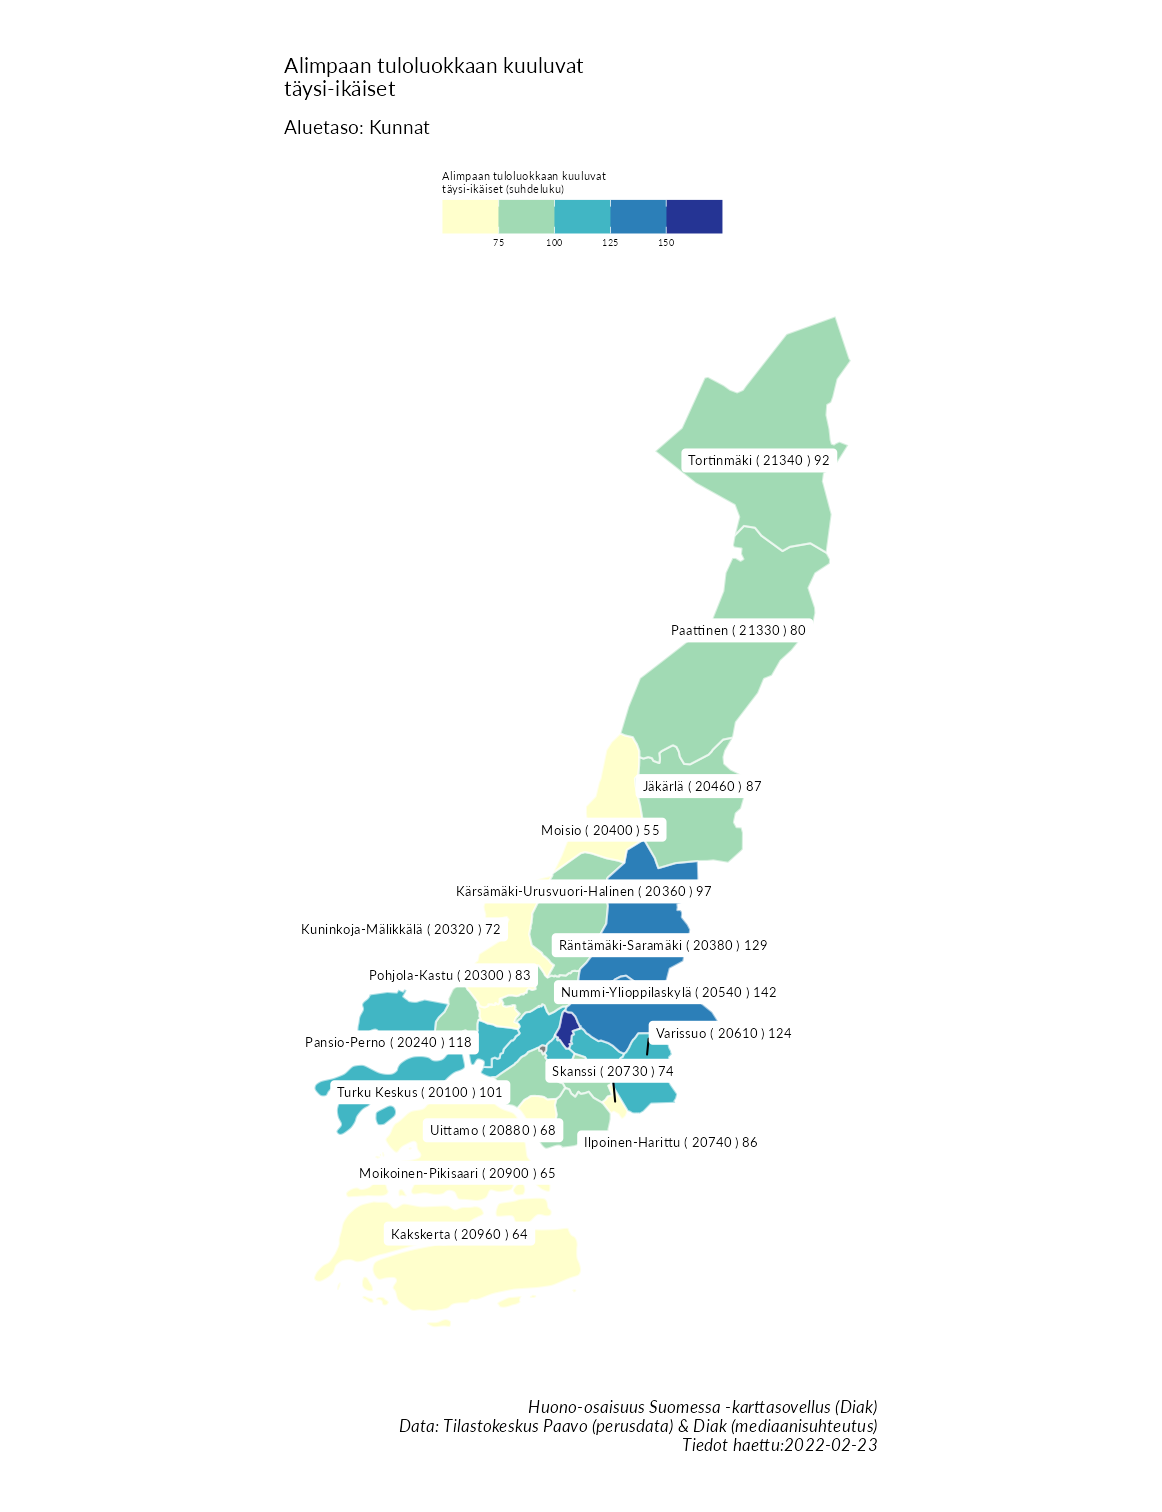 Alimpaan tuloluokkaan kuuluvat
täysi-ikäiset
Aluetaso: Kunnat
Alimpaan tuloluokkaan kuuluvat
täysi-ikäiset (suhdeluku)
75 100 125 150
Tortinmäki ( 21340 ) 92
Paattinen ( 21330 ) 80
Jäkärlä ( 20460 ) 87
Moisio ( 20400 ) 55
Kärsämäki-Urusvuori-Halinen ( 20360 ) 97
Kuninkoja-Mälikkälä ( 20320 ) 72
Räntämäki-Saramäki ( 20380 ) 129
Pohjola-Kastu ( 20300 ) 83
Nummi-Ylioppilaskylä ( 20540 ) 142
Varissuo ( 20610 ) 124
Pansio-Perno ( 20240 ) 118
Skanssi ( 20730 ) 74
Turku Keskus ( 20100 ) 101
Uittamo ( 20880 ) 68
Ilpoinen-Harittu ( 20740 ) 86
Moikoinen-Pikisaari ( 20900 ) 65
Kakskerta ( 20960 ) 64
Huono-osaisuus Suomessa -karttasovellus (Diak)
Data: Tilastokeskus Paavo (perusdata) & Diak (mediaanisuhteutus)
Tiedot haettu:2022-02-23